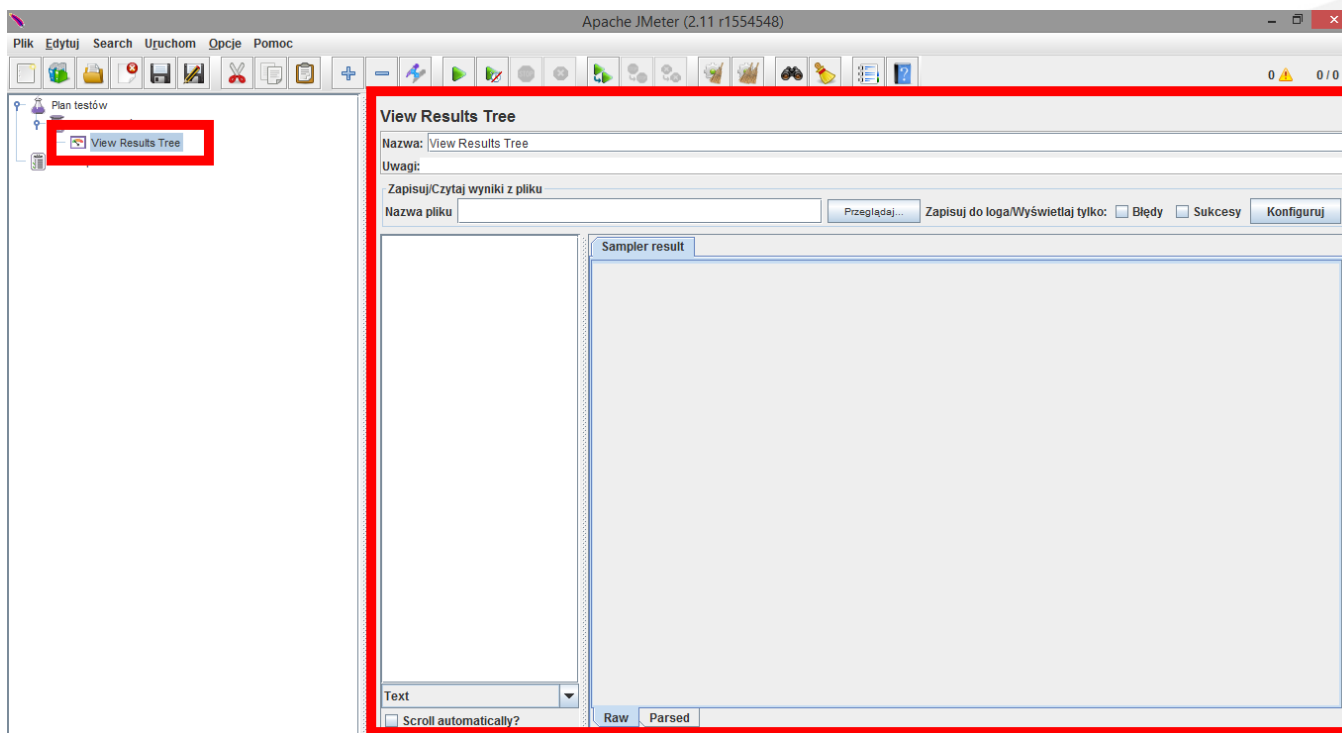 Apache JMeter (2.11 r1554548)
Plik Edytuj Search Uruchom Opcje Pomoc
0 0 / 0
Plan testów
View Results Tree
View Results Tree
Nazwa: View Results Tree
Uwagi:
Zapisuj/Czytaj wyniki z pliku
Nazwa pliku Przeglądaj... Zapisuj do loga/Wyświetlaj tylko: Błędy Sukcesy Konfiguruj
Sampler result
Text
Scroll automatically?
Raw Parsed